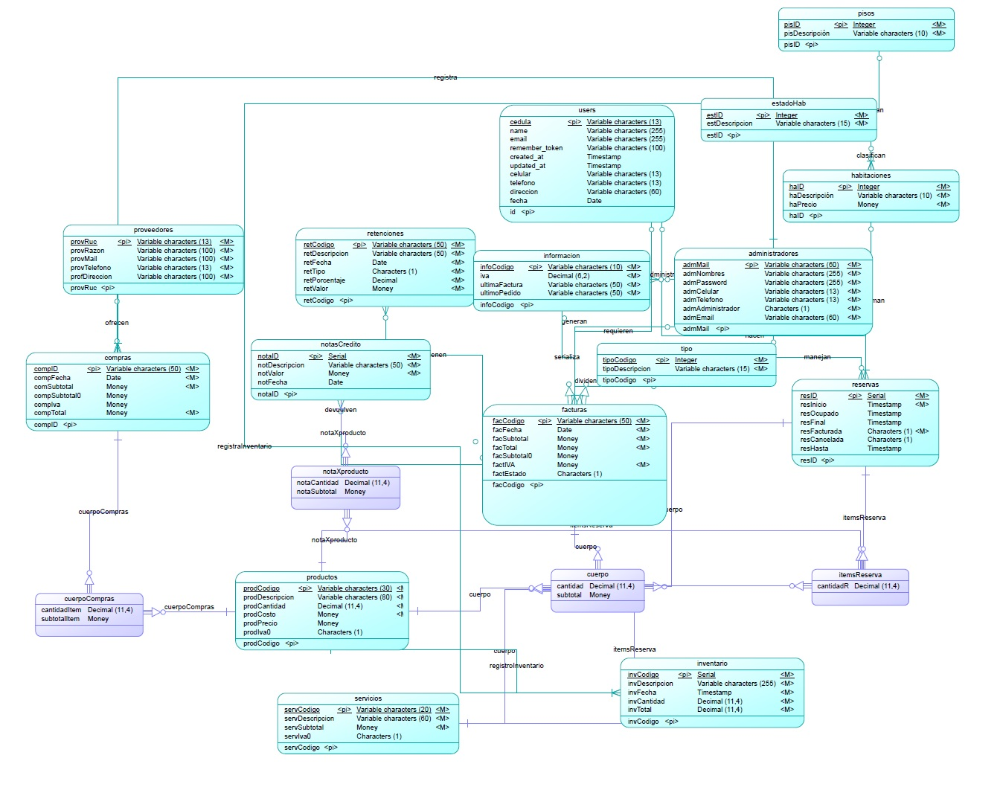 pisos
pisID <pi> Integer <M>
pisDescripción Variable characters (10) <M>
pisID <pi>
registra
estadoHab
estID <pi> Integer <M>
estDescripcion Variable characters (15) <M>
estID <pi>
an
clasifican
users
cedula <pi> Variable characters (13)
name Variable characters (255)
email Variable characters (255)
remember_token Variable characters (100)
created_at Timestamp
updated_at Timestamp
celular Variable characters (13)
telefono Variable characters (13)
direccion Variable characters (60)
fecha Date
id <pi>
habitaciones
haID <pi> Integer <M>
haDescripción Variable characters (10) <M>
haPrecio Money <M>
haID <pi>
proveedores
provRuc <pi> Variable characters (13) <M>
provRazon Variable characters (100) <M>
provMail Variable characters (100) <M>
provTelefono Variable characters (13) <M>
profDireccion Variable characters (100) <M>
provRuc <pi>
ofrecen
retenciones
retCodigo <pi> Variable characters (50) <M>
retDescripcion Variable characters (50) <M>
retFecha Date <M>
retTipo Characters (1) <M>
retPorcentaje Decimal <M>
retValor Money <M>
retCodigo <pi>
informacion
infoCodigo <pi> Variable characters (10) <M>
iva Decimal (6,2) <M>
ultimaFactura Variable characters (50) <M>
ultimoPedido Variable characters (50) <M>
infoCodigo <pi>
dministr
administradores
admMail <pi> Variable characters (60) <M>
admNombres Variable characters (255) <M>
admPassword Variable characters (255) <M>
admCelular Variable characters (13) <M>
admTelefono Variable characters (13) <M>
admAdministrador Characters (1) <M>
admEmail Variable characters (60) <M>
admMail <pi>
man
generan
requieren
hacen
serializa
dividen
manejan
tipo
tipoCodigo <pi> Integer <M>
tipoDescripcion Variable characters (15) <M>
tipoCodigo <pi>
compras
compID <pi> Variable characters (50) <M>
compFecha Date <M>
comSubtotal Money <M>
compSubtotal0 Money
compIva Money
compTotal Money <M>
compID <pi>
notasCredito
notaID <pi> Serial <M>
notDescripcion Variable characters (50) <M>
notValor Money <M>
notFecha Date
notaID <pi>
enen
devuelven
notaXproducto
registraInventario
facturas
facCodigo <pi> Variable characters (50) <M>
facFecha Date <M>
facSubtotal Money <M>
facTotal Money <M>
facSubtotal0 Money
factIVA Money <M>
factEstado Characters (1)
facCodigo <pi>
reservas
resID <pi> Serial <M>
resInicio Timestamp <M>
resOcupado Timestamp
resFinal Timestamp
resFacturada Characters (1) <M>
resCancelada Characters (1)
resHasta Timestamp
resID <pi>
notaXproducto
notaCantidad Decimal (11,4)
notaSubtotal Money
cuerpoCompras
notaXproducto
uerpo
itemsReserva
itemsReserva
cuerpo
productos
prodCodigo <pi> Variable characters (30) <M
prodDescripcion Variable characters (80) <M
prodCantidad Decimal (11,4) <M
prodCosto Money <M
prodPrecio Money
prodIva0 Characters (1)
prodCodigo <pi>
cuerpoCompras
cantidadItem Decimal (11,4)
subtotalItem Money
cuerpoCompras
cuerpo
cuerpo
cantidad Decimal (11,4)
subtotal Money
itemsReserva
cantidadR Decimal (11,4)
cuerpo
registroInventario
itemsReserva
inventario
invCodigo <pi> Serial <M>
invDescripcion Variable characters (255) <M>
invFecha Timestamp <M>
invCantidad Decimal (11,4) <M>
invTotal Decimal (11,4) <M>
invCodigo <pi>
servicios
servCodigo <pi> Variable characters (20) <M>
servDescripcion Variable characters (60) <M>
servSubtotal Money <M>
servIva0 Characters (1)
servCodigo <pi>